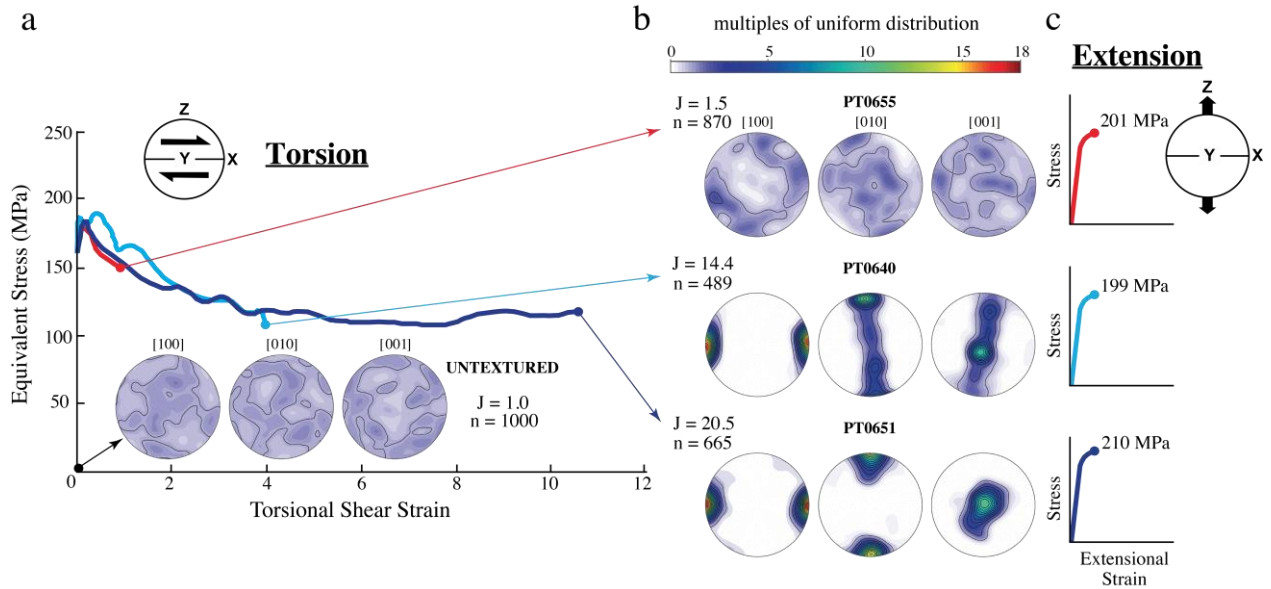 a
Z
Y
X
Torsion
250
200
150
100
50
0
2
4
6
8
10
12
Equivalent Stress (MPa)
Torsional Shear Strain
[100]
[010]
[001]
UNTEXTURED
J = 1.0
n = 1000
b
multiples of uniform distribution
0
5
10
15
18
J = 1.5
n = 870
PT0655
[100]
[010]
[001]
J = 14.4
n = 489
PT0640
J = 20.5
n = 665
PT0651
c
Extension
Z
Y
X
201 MPa
Stress
199 MPa
Stress
210 MPa
Stress
Extensional
Strain